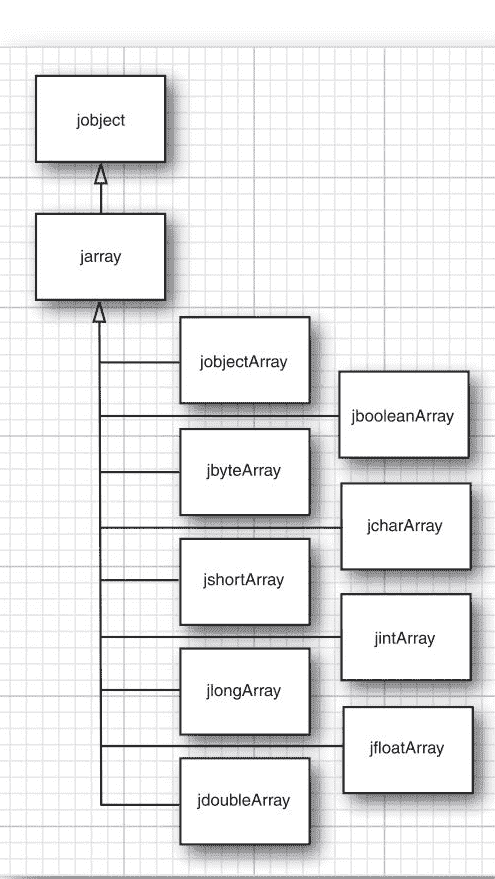 jobject
jarray
jobjectArray
jbooleanArray
jbyteArray
jcharArray
jshortArray
jintArray
jlongArray
jfloatArray
jdoubleArray